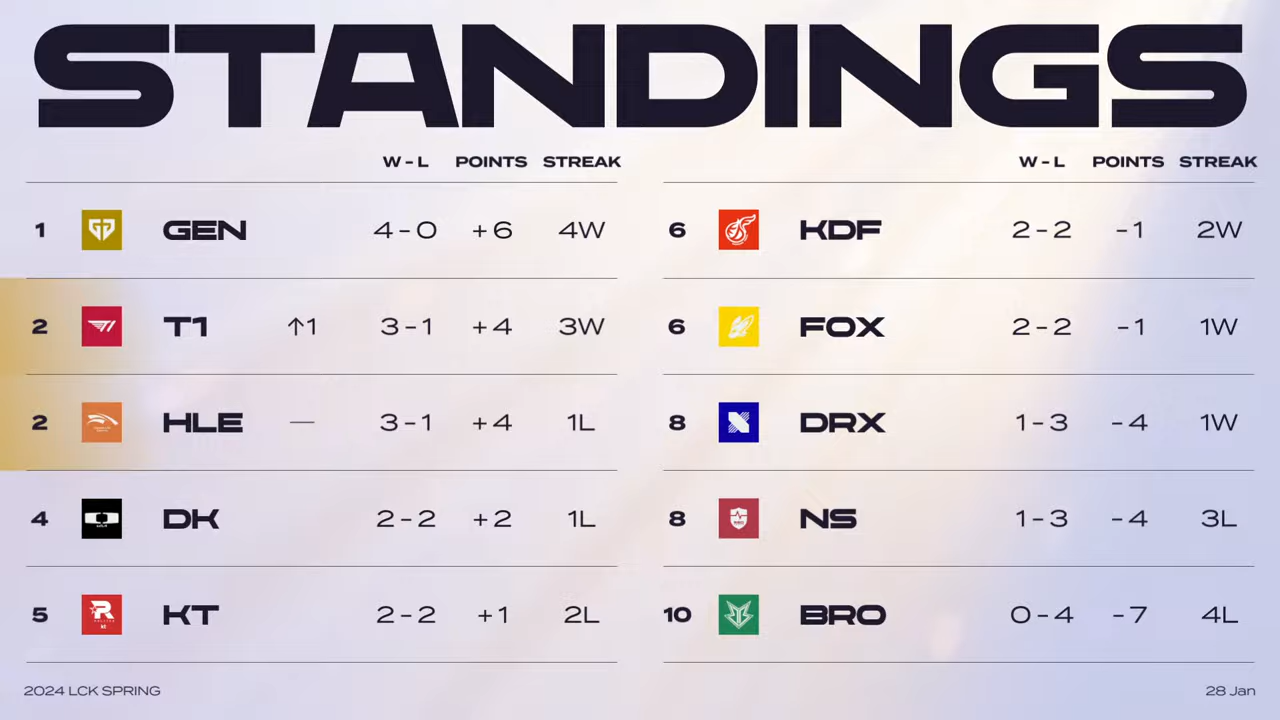 STANDINGS
W - L POINTS STREAK
1 GEN 4 - 0 +6 4W
2 T1 ↑1 3 - 1 +4 3W
2 HLE — 3 - 1 +4 1L
4 DK 2 - 2 +2 1L
5 KT 2 - 2 +1 2L
W - L POINTS STREAK
6 KDF 2 - 2 -1 2W
6 FOX 2 - 2 -1 1W
8 DRX 1 - 3 -4 1W
8 NS 1 - 3 -4 3L
10 BRO 0 - 4 -7 4L
2024 LCK SPRING
28 Jan